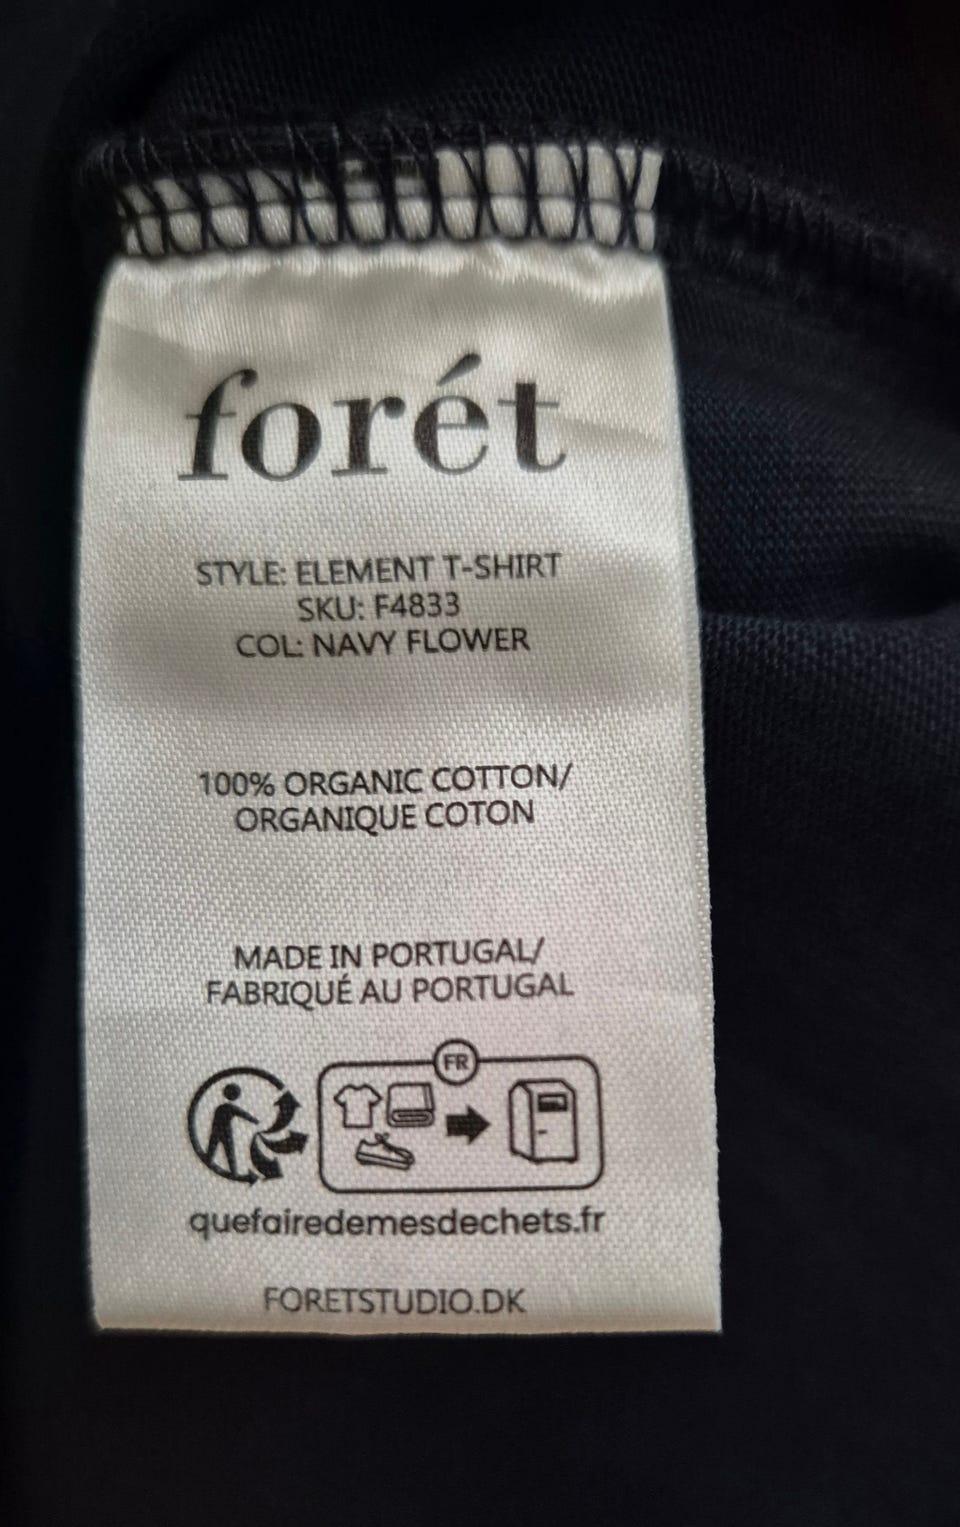 forét
STYLE: ELEMENT T-SHIRT
SKU: F4833
COL: NAVY FLOWER
100% ORGANIC COTTON/
ORGANIQUE COTON
MADE IN PORTUGAL/
FABRIQUÉ AU PORTUGAL
FR
quefairedemesdechets.fr
FORETSTUDIO.DK